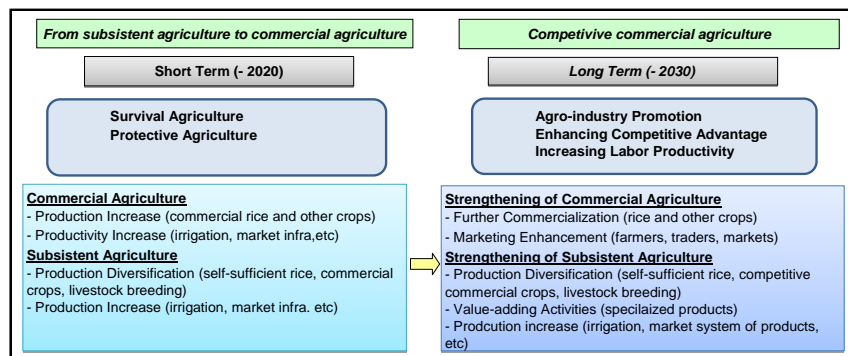 From subsistent agriculture to commercial agriculture
Short Term (- 2020)
Survival Agriculture
Protective Agriculture
Commercial Agriculture
- Production Increase (commercial rice and other crops)
- Productivity Increase (irrigation, market infra,etc)
Subsistent Agriculture
- Production Diversification (self-sufficient rice, commercial
crops, livestock breeding)
- Production Increase (irrigation, market infra. etc)
Competivive commercial agriculture
Long Term (- 2030)
Agro-industry Promotion
Enhancing Competitive Advantage
Increasing Labor Productivity
Strengthening of Commercial Agriculture
- Further Commercialization (rice and other crops)
- Marketing Enhancement (farmers, traders, markets)
Strengthening of Subsistent Agriculture
- Production Diversification (self-sufficient rice, competitive
commercial crops, livestock breeding)
- Value-adding Activities (specilaized products)
- Prodcution increase (irrigation, market system of products,
etc)